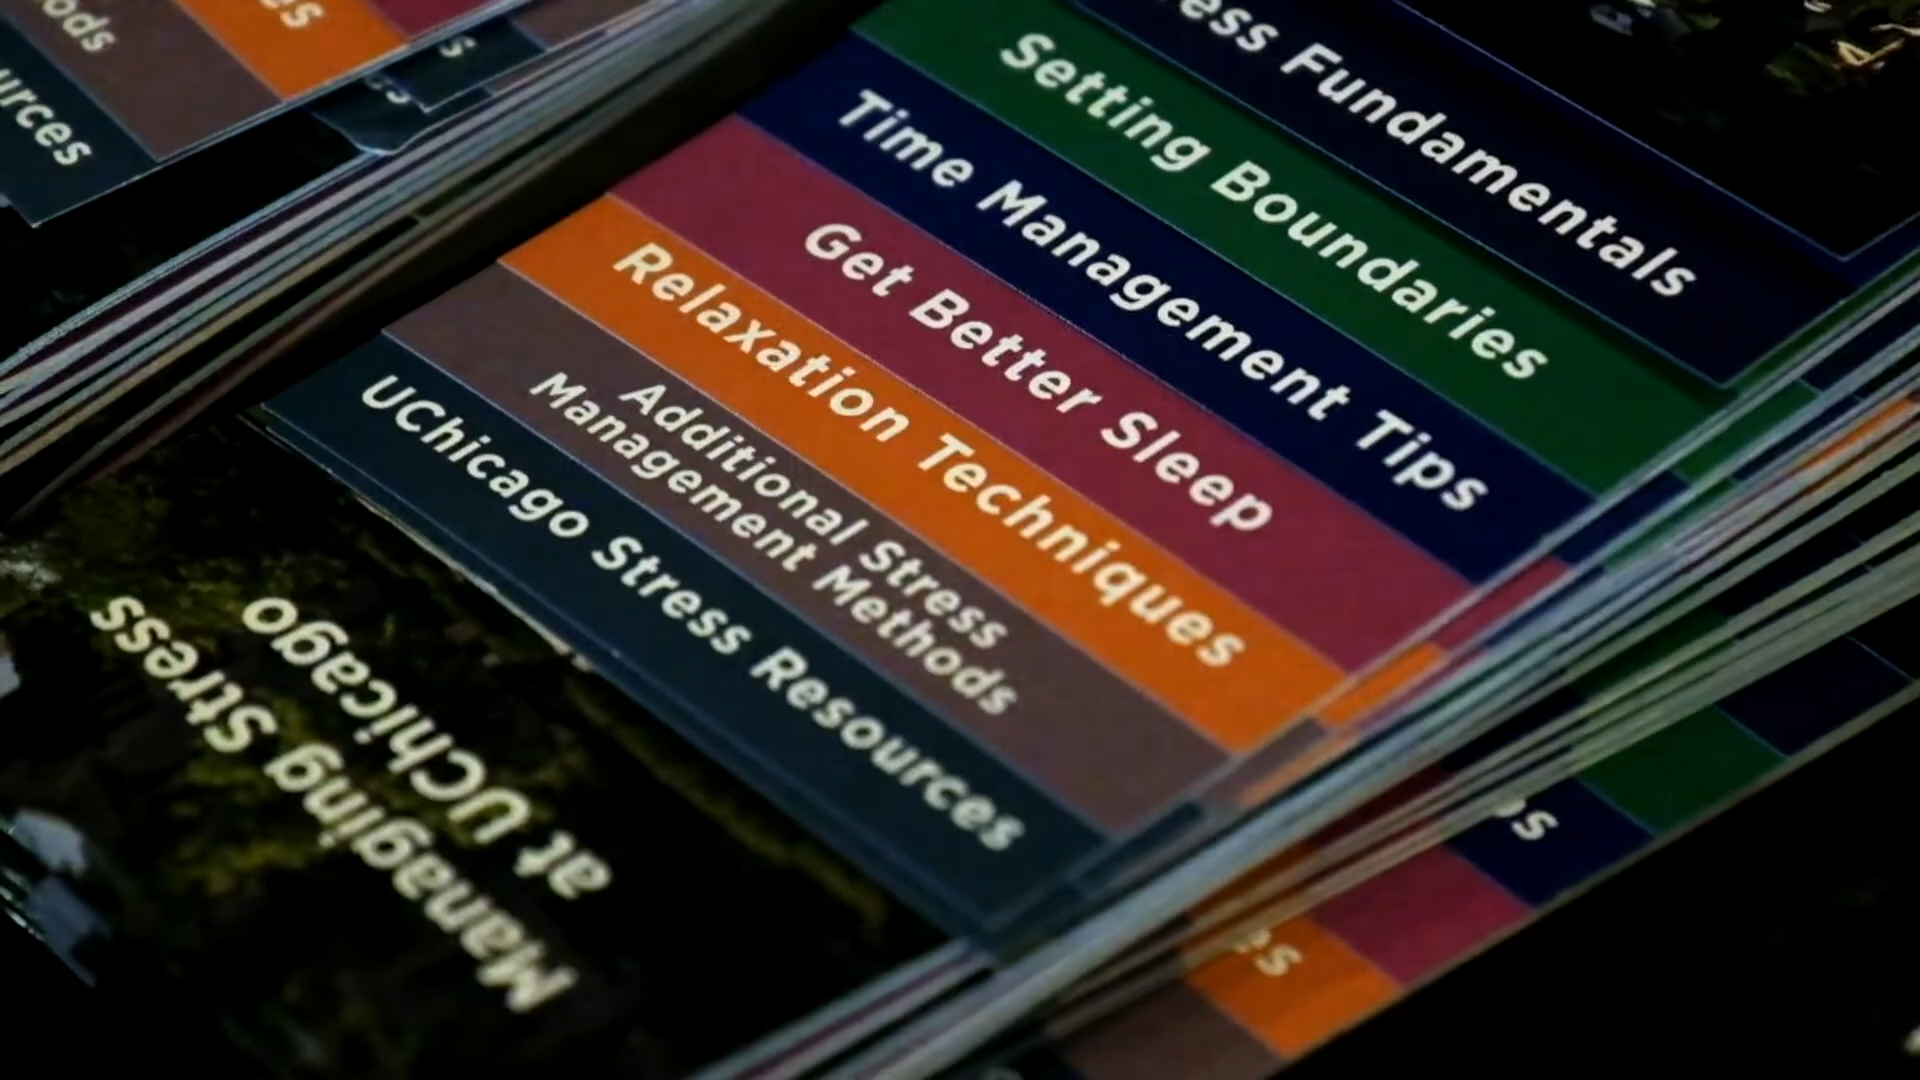 Fundamentals
Setting Boundaries
Time Management Tips
Get Better Sleep
Relaxation Techniques
Additional Stress
Management Methods
UChicago Stress Resources
Managing Stress
at UChicago